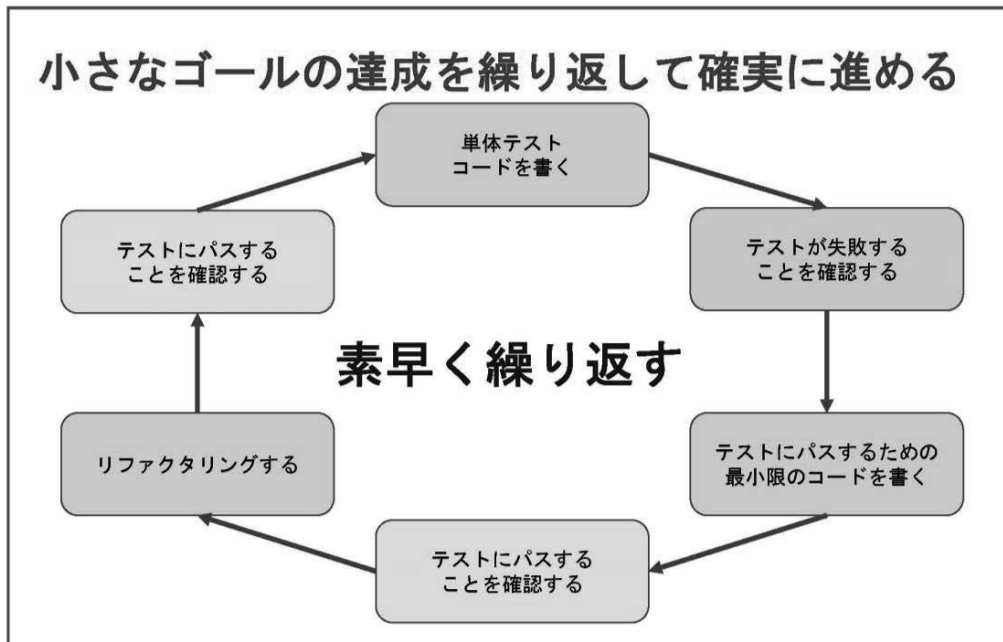 小さなゴールの達成を繰り返して確実に進める
単体テスト
コードを書く
テストが失敗する
ことを確認する
テストにパスするための
最小限のコードを書く
テストにパスする
ことを確認する
リファクタリングする
テストにパスする
ことを確認する
素早く繰り返す